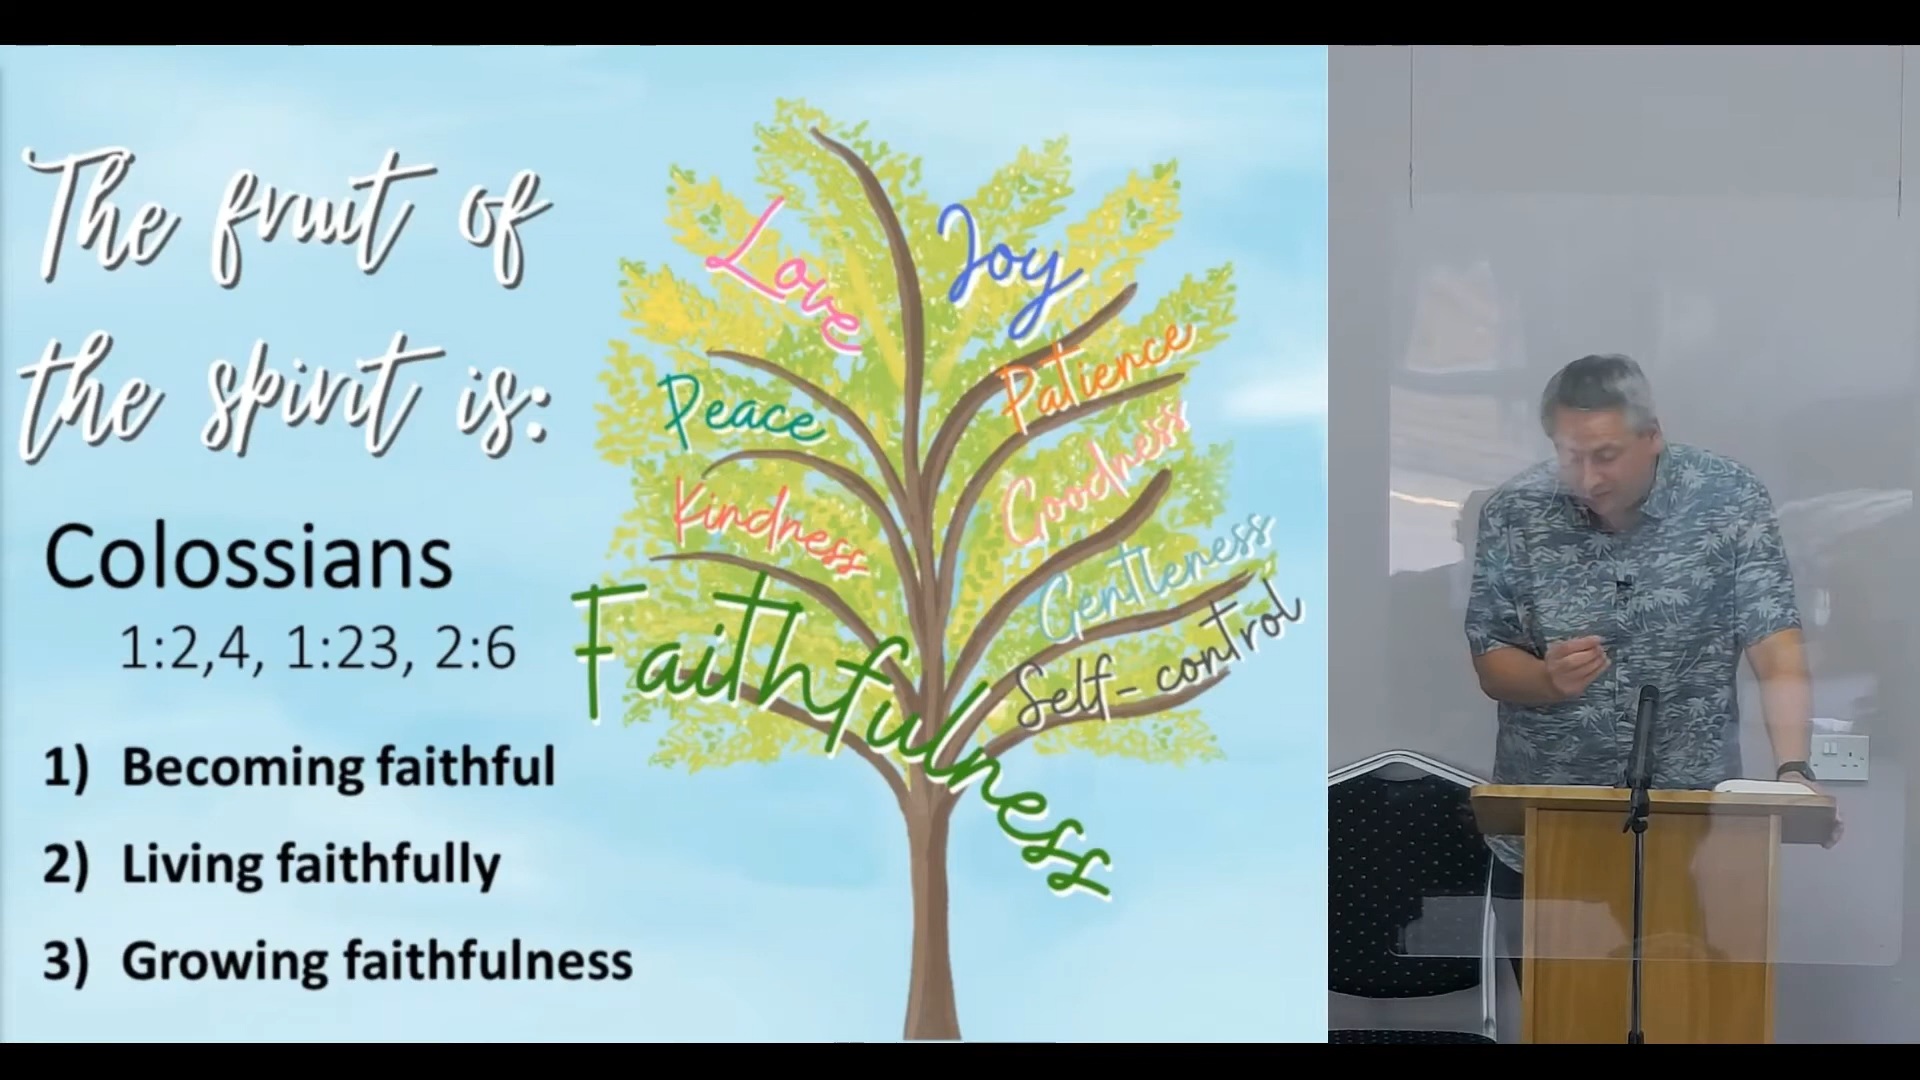 The fruit of
the spirit is:
Colossians
1:2,4, 1:23, 2:6
1) Becoming faithful
2) Living faithfully
3) Growing faithfulness
Love
Joy
Peace
Patience
Kindness
Goodness
Faithfulness
Gentleness
Self-control